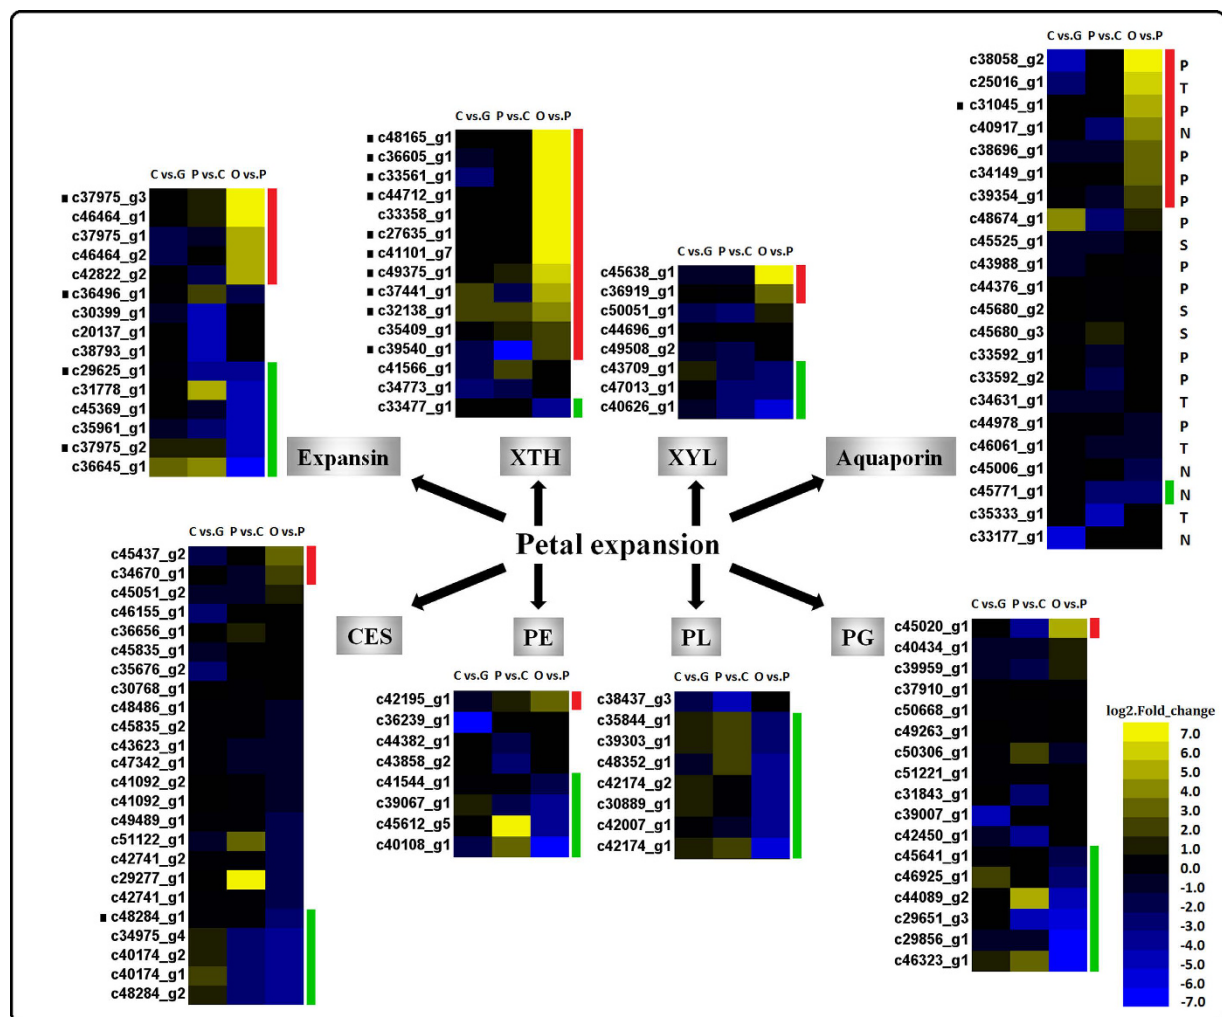 C vs.G P vs.C O vs.P
c37975_g3
c46464_g1
c37975_g1
c46464_g2
c42822_g2
c36496_g1
c30399_g1
c20137_g1
c38793_g1
c29625_g1
c31778_g1
c45369_g1
c35961_g1
c37975_g2
c36645_g1
Expansin
C vs.G P vs.C O vs.P
c48165_g1
c36605_g1
c33561_g1
c44712_g1
c33358_g1
c27635_g1
c41101_g7
c49375_g1
c37441_g1
c32138_g1
c35409_g1
c39540_g1
c41566_g1
c34773_g1
c33477_g1
XTH
C vs.G P vs.C O vs.P
c45638_g1
c36919_g1
c50051_g1
c44696_g1
c49508_g2
c43709_g1
c47013_g1
c40626_g1
XYL
C vs.G P vs.C O vs.P
c38058_g2 P
c25016_g1 T
c31045_g1 P
c40917_g1 N
c38696_g1 P
c34149_g1 P
c39354_g1 P
c48674_g1 P
c45525_g1 S
c43988_g1 P
c44376_g1 S
c45680_g2 S
c45680_g3 S
c33592_g1 P
c33592_g2 P
c34631_g1 T
c44978_g1 P
c46061_g1 T
c45006_g1 N
c45771_g1 N
c35333_g1 T
c33177_g1 N
Aquaporin
Petal expansion
C vs.G P vs.C O vs.P
c45437_g2
c34670_g1
c45051_g2
c46155_g1
c36656_g1
c45835_g1
c35676_g2
c30768_g1
c48486_g1
c45835_g2
c43623_g1
c47342_g1
c41092_g2
c41092_g1
c49489_g1
c51122_g1
c42741_g2
c29277_g1
c42741_g1
c48284_g1
c34975_g4
c40174_g2
c40174_g1
c48284_g2
CES
PE
C vs.G P vs.C O vs.P
c42195_g1
c36239_g1
c44382_g1
c43858_g2
c41544_g1
c39067_g1
c45612_g5
c40108_g1
PL
C vs.G P vs.C O vs.P
c38437_g3
c35844_g1
c39303_g1
c48352_g1
c42174_g2
c30889_g1
c42007_g1
c42174_g1
PG
C vs.G P vs.C O vs.P
c45020_g1
c40434_g1
c39959_g1
c37910_g1
c50668_g1
c49263_g1
c50306_g1
c51221_g1
c31843_g1
c39007_g1
c42450_g1
c45641_g1
c46925_g1
c44089_g2
c29651_g3
c29856_g1
c46323_g1
log2.Fold_change
7.0
6.0
5.0
4.0
3.0
2.0
1.0
0.0
-1.0
-2.0
-3.0
-4.0
-5.0
-6.0
-7.0